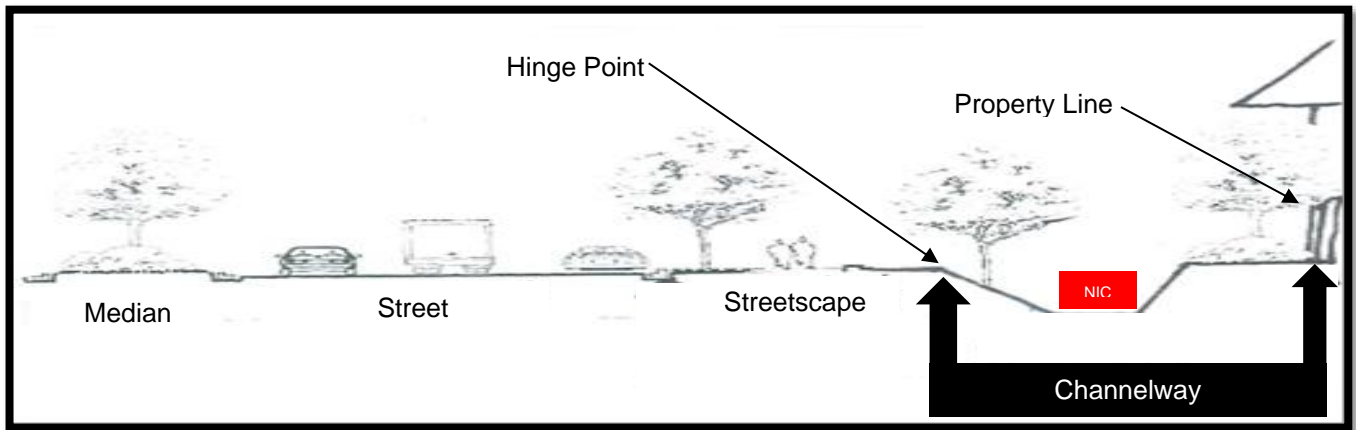 Hinge Point
Property Line
NIC
Median
Street
Streetscape
Channelway